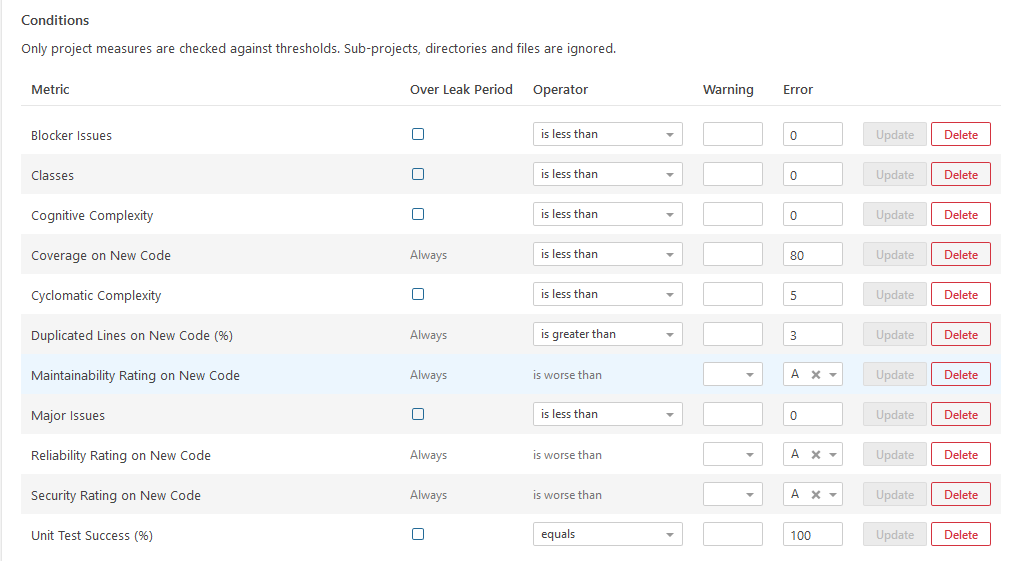 Conditions
Only project measures are checked against thresholds. Sub-projects, directories and files are ignored.
Metric Over Leak Period Operator Warning Error
Blocker Issues is less than 0 Update Delete
Classes is less than 0 Update Delete
Cognitive Complexity is less than 0 Update Delete
Coverage on New Code Always is less than 80 Update Delete
Cyclomatic Complexity is less than 5 Update Delete
Duplicated Lines on New Code (%) Always is greater than 3 Update Delete
Maintainability Rating on New Code Always is worse than A Update Delete
Major Issues is less than 0 Update Delete
Reliability Rating on New Code Always is worse than A Update Delete
Security Rating on New Code Always is worse than A Update Delete
Unit Test Success (%) equals 100 Update Delete